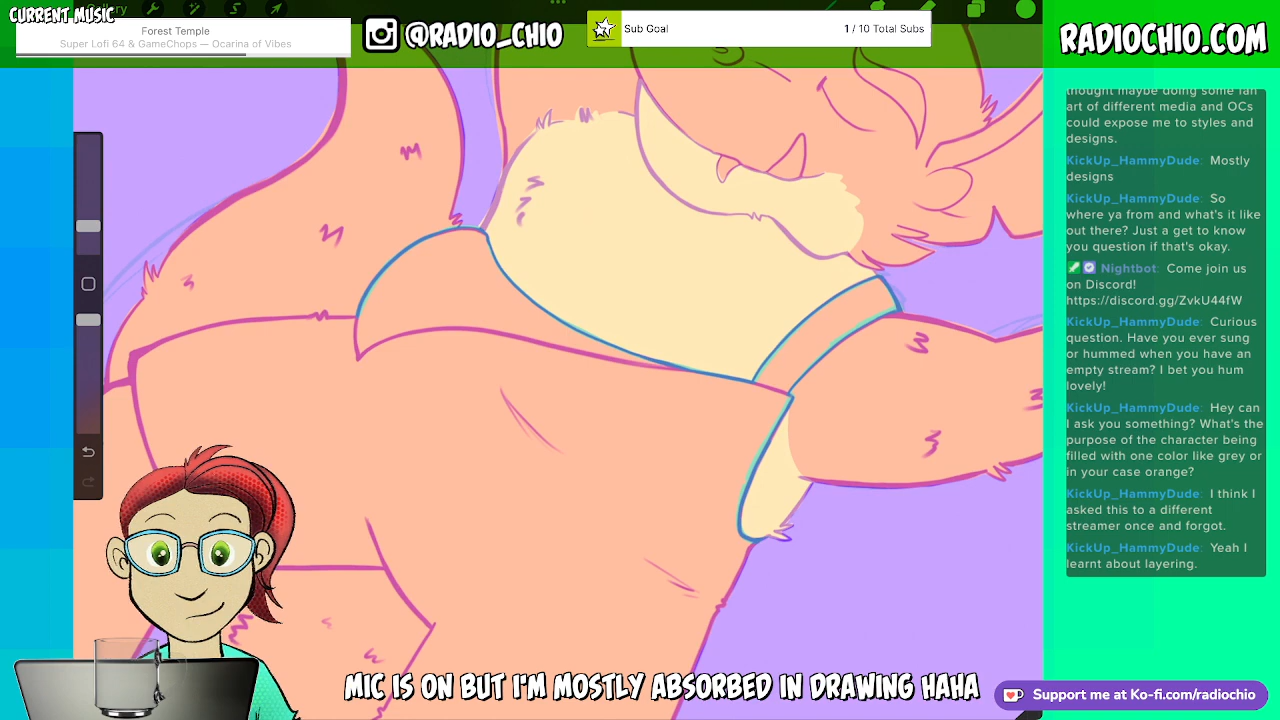 CURRENT MUSIC
Gallery
Forest Temple
Super Lofi 64 & GameChops — Ocarina of Vibes
@RADIO_CHIO
Sub Goal
1 / 10 Total Subs
RADIOCHIO.COM
thought maybe doing some fan
art of different media and OCs
could expose me to styles and
designs.
KickUp_HammyDude: Mostly
designs
KickUp_HammyDude: So
where ya from and what's it like
out there? Just a get to know
you question if that's okay.
Nightbot: Come join us
on Discord!
https://discord.gg/ZvkU44fW
KickUp_HammyDude: Curious
question. Have you ever sung
or hummed when you have an
empty stream? I bet you hum
lovely!
KickUp_HammyDude: Hey can
I ask you something? What's the
purpose of the character being
filled with one color like grey or
in your case orange?
KickUp_HammyDude: I think I
asked this to a different
streamer once and forgot.
KickUp_HammyDude: Yeah I
learnt about layering.
MIC IS ON BUT I'M MOSTLY ABSORBED IN DRAWING HAHA
Support me at Ko-fi.com/radiochio